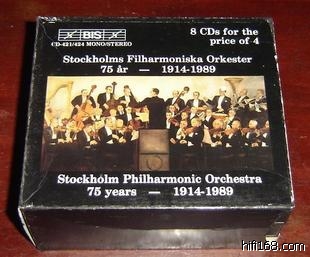 BIS
CD-421/424 MONO/STEREO
8 CDs for the
price of 4
Stockholms Filharmoniska Orkester
75 år — 1914-1989
Stockholm Philharmonic Orchestra
75 years — 1914-1989
hifi168.com